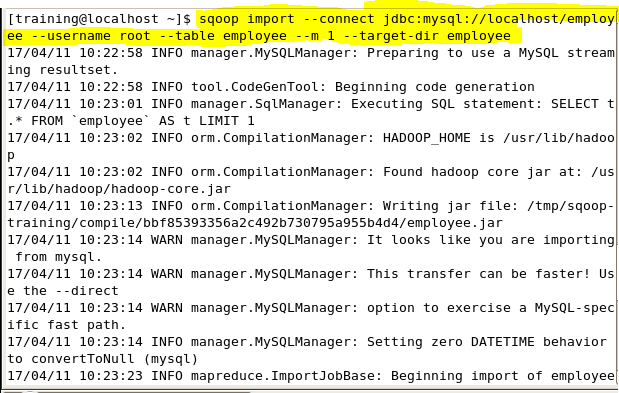 [training@localhost ~]$ sqoop import --connect jdbc:mysql://localhost/employ
ee --username root --table employee --m 1 --target-dir employee
17/04/11 10:22:58 INFO manager.MySQLManager: Preparing to use a MySQL stream
ing resultset.
17/04/11 10:22:58 INFO tool.CodeGenTool: Beginning code generation
17/04/11 10:23:01 INFO manager.SqlManager: Executing SQL statement: SELECT t
.* FROM `employee` AS t LIMIT 1
17/04/11 10:23:02 INFO orm.CompilationManager: HADOOP_HOME is /usr/lib/hadoo
p
17/04/11 10:23:02 INFO orm.CompilationManager: Found hadoop core jar at: /us
r/lib/hadoop/hadoop-core.jar
17/04/11 10:23:13 INFO orm.CompilationManager: Writing jar file: /tmp/sqoop-
training/compile/bbf85393356a2c492b730795a955b4d4/employee.jar
17/04/11 10:23:14 WARN manager.MySQLManager: It looks like you are importing
 from mysql.
17/04/11 10:23:14 WARN manager.MySQLManager: This transfer can be faster! Us
e the --direct
17/04/11 10:23:14 WARN manager.MySQLManager: option to exercise a MySQL-spec
ific fast path.
17/04/11 10:23:14 INFO manager.MySQLManager: Setting zero DATETIME behavior
to convertToNull (mysql)
17/04/11 10:23:23 INFO mapreduce.ImportJobBase: Beginning import of employee